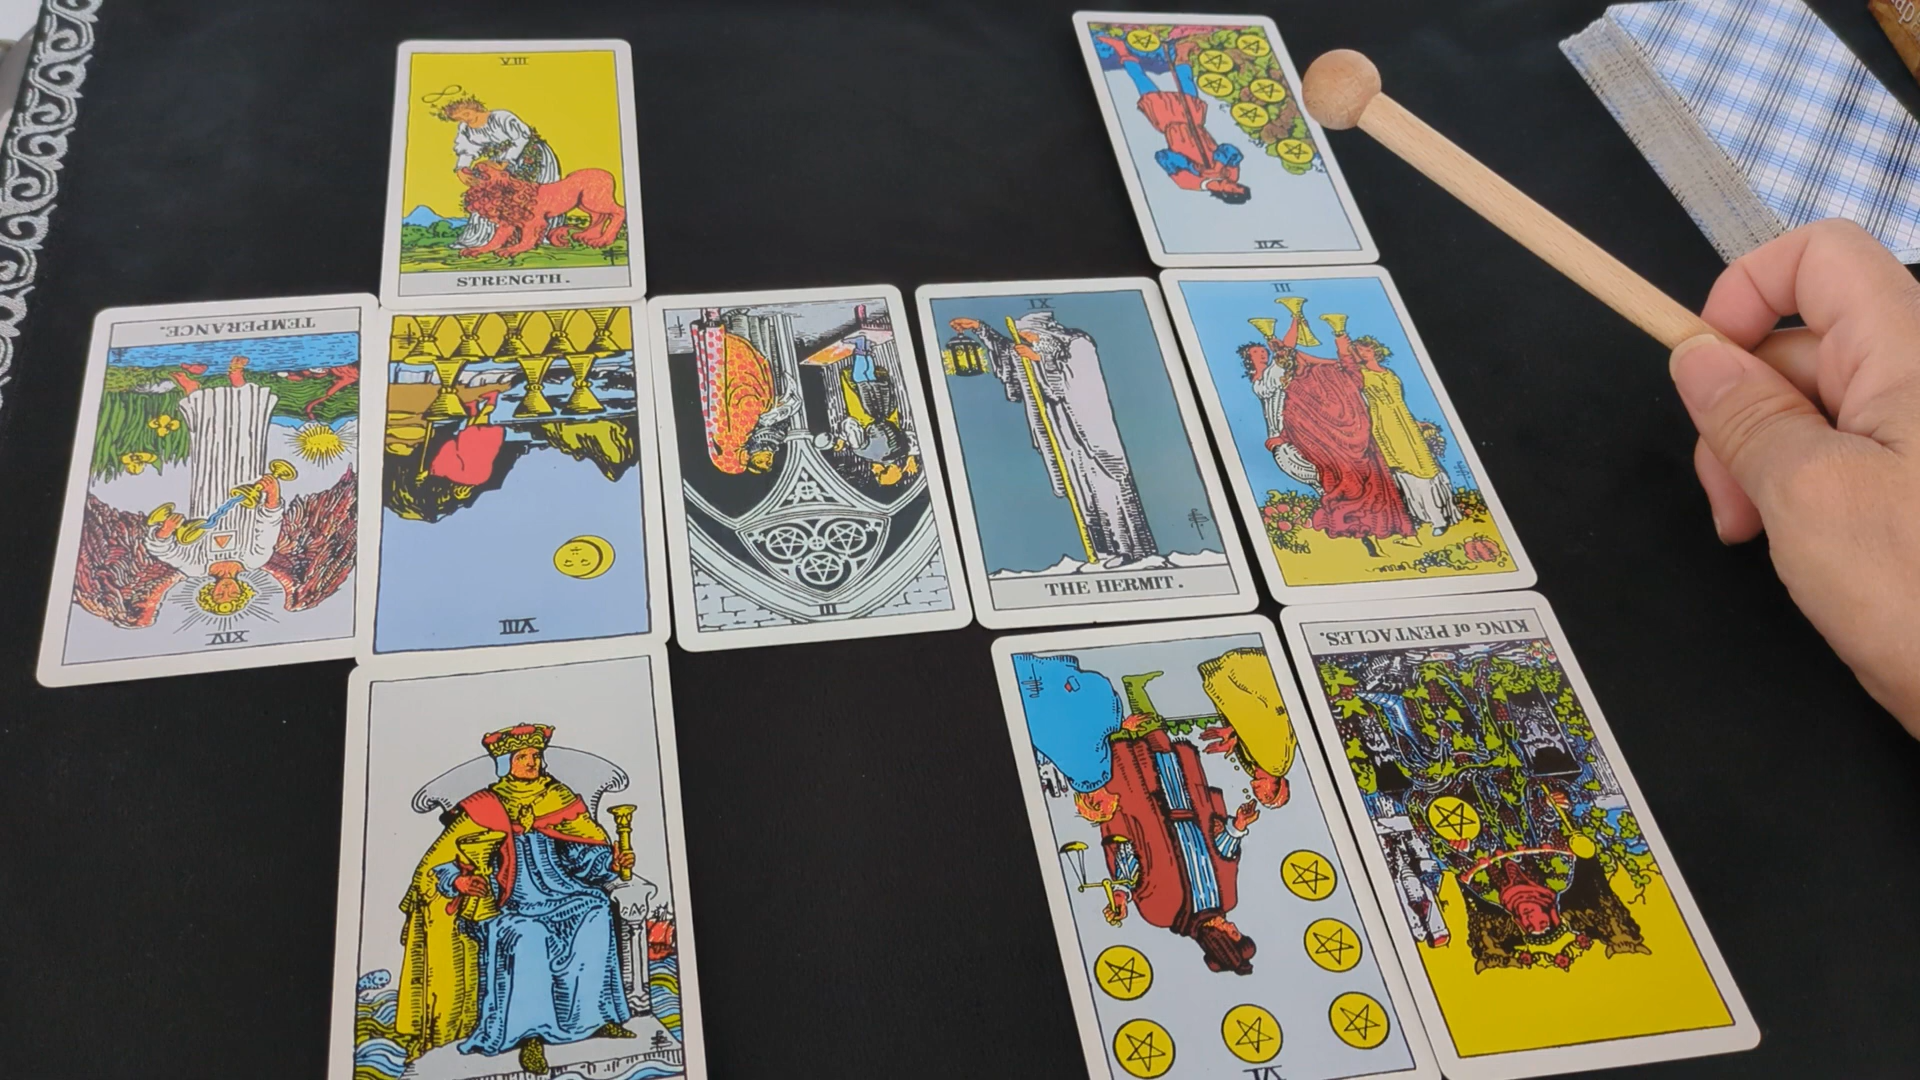 VIII
STRENGTH.
VII
TEMPERANCE.
XIV
VIII
III
IX
THE HERMIT.
III
KING of PENTACLES.
VI